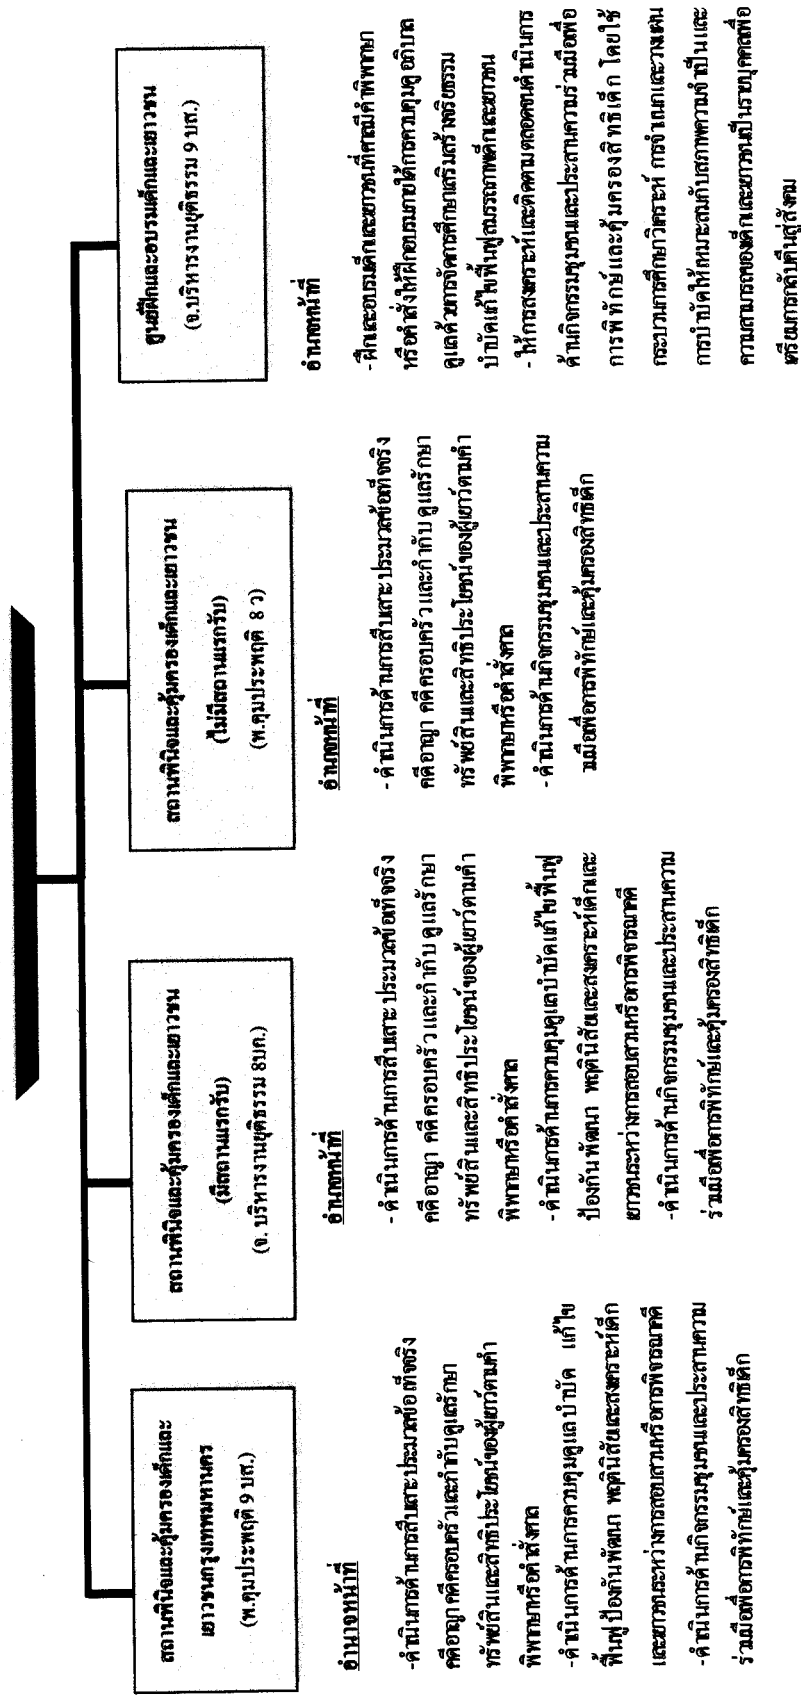 สถานพินิจและคุ้มครองเด็กและ
เยาวชนกรุงเทพมหานคร
(พ.คุมประพฤติ 9 บส.)
อำนาจหน้าที่
-ดำเนินการด้านการสืบเสาะ ประมวลข้อเท็จจริง
คดีอาญา คดีครอบครัวและกำกับดูแลรักษา
ทรัพย์สินและสิทธิประโยชน์ของผู้เยาว์ตามคำ
พิพากษาหรือคำสั่งศาล
-ดำเนินการด้านการควบคุมดูแล บำบัด แก้ไข
ฟื้นฟู ป้องกัน พัฒนา พฤตินิสัยและสงเคราะห์เด็ก
และเยาวชนระหว่างการสอบสวนหรือการพิจารณาคดี
-ดำเนินการด้านกิจกรรมชุมชนและประสานความ
ร่วมมือเพื่อการพิทักษ์และคุ้มครองสิทธิเด็ก
สถานพินิจและคุ้มครองเด็กและเยาวชน
(มีสถานแรกรับ)
(จ. บริหารงานยุติธรรม 8บก.)
อำนาจหน้าที่
- ดำเนินการด้านการสืบเสาะ ประมวลข้อเท็จจริง
คดีอาญา คดีครอบครัว และกำกับ ดูแลรักษา
ทรัพย์สินและสิทธิประโยชน์ของผู้เยาว์ตามคำ
พิพากษาหรือคำสั่งศาล
-ดำเนินการด้านการควบคุมดูแลบำบัดแก้ไขฟื้นฟู
ป้องกัน พัฒนา พฤตินิสัยและสงเคราะห์เด็กและ
เยาวชนระหว่างการสอบสวนหรือการพิจารณาคดี
-ดำเนินการด้านกิจกรรมชุมชนและประสานความ
ร่วมมือเพื่อการพิทักษ์และคุ้มครองสิทธิเด็ก
สถานพินิจและคุ้มครองเด็กและเยาวชน
(ไม่มีสถานแรกรับ)
(พ.คุมประพฤติ 8 ว)
อำนาจหน้าที่
- ดำเนินการด้านการสืบเสาะ ประมวลข้อเท็จจริง
คดีอาญา คดีครอบครัว และกำกับ ดูแลรักษา
ทรัพย์สินและสิทธิประโยชน์ของผู้เยาว์ตามคำ
พิพากษาหรือคำสั่งศาล
-ดำเนินการด้านกิจกรรมชุมชนและประสานความ
มมือเพื่อการพิทักษ์และคุ้มครองสิทธิเด็ก
ศูนย์ฝึกและอบรมเด็กและเยาวชน
(จ.บริหารงานยุติธรรม 9 บส.)
อำนาจหน้าที่
-ฝึกและอบรมเด็กและเยาวชนที่ศาลมีคำพิพากษา
หรือคำสั่งให้ฝึกอบรมภายใต้การควบคุมดูแล อภิบาล
ดูแลด้วยการจัดการศึกษาเสริมสร้างจริยธรรม
บำบัดแก้ไข ฟื้นฟูสมรรถภาพเด็กและเยาวชน
- ให้การสงเคราะห์และติดตาม ตลอดจนดำเนินการ
ด้านกิจกรรมชุมชนและประสานความร่วมมือเพื่อ
การพิทักษ์และคุ้มครองสิทธิเด็ก โดยใช้
กระบวนการศึกษาวิเคราะห์ การจำแนกและวางแผน
การบำบัดให้เหมาะสมกับสภาพความจำเป็น และ
ความสามารถของเด็กและเยาวชนเป็นรายบุคคลเพื่อ
เตรียมการกลับคืนสู่สังคม